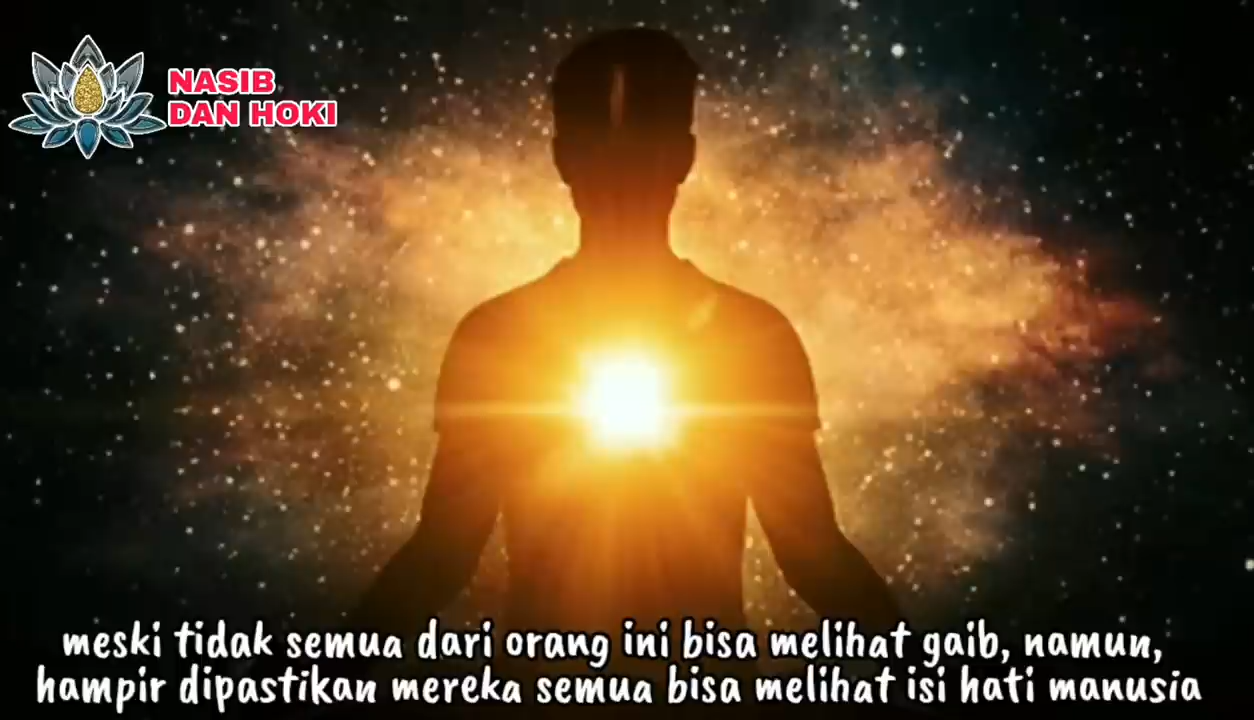 NASIB
DAN HOKI
meski tidak semua dari orang ini bisa melihat gaib, namun,
hampir dipastikan mereka semua bisa melihat isi hati manusia